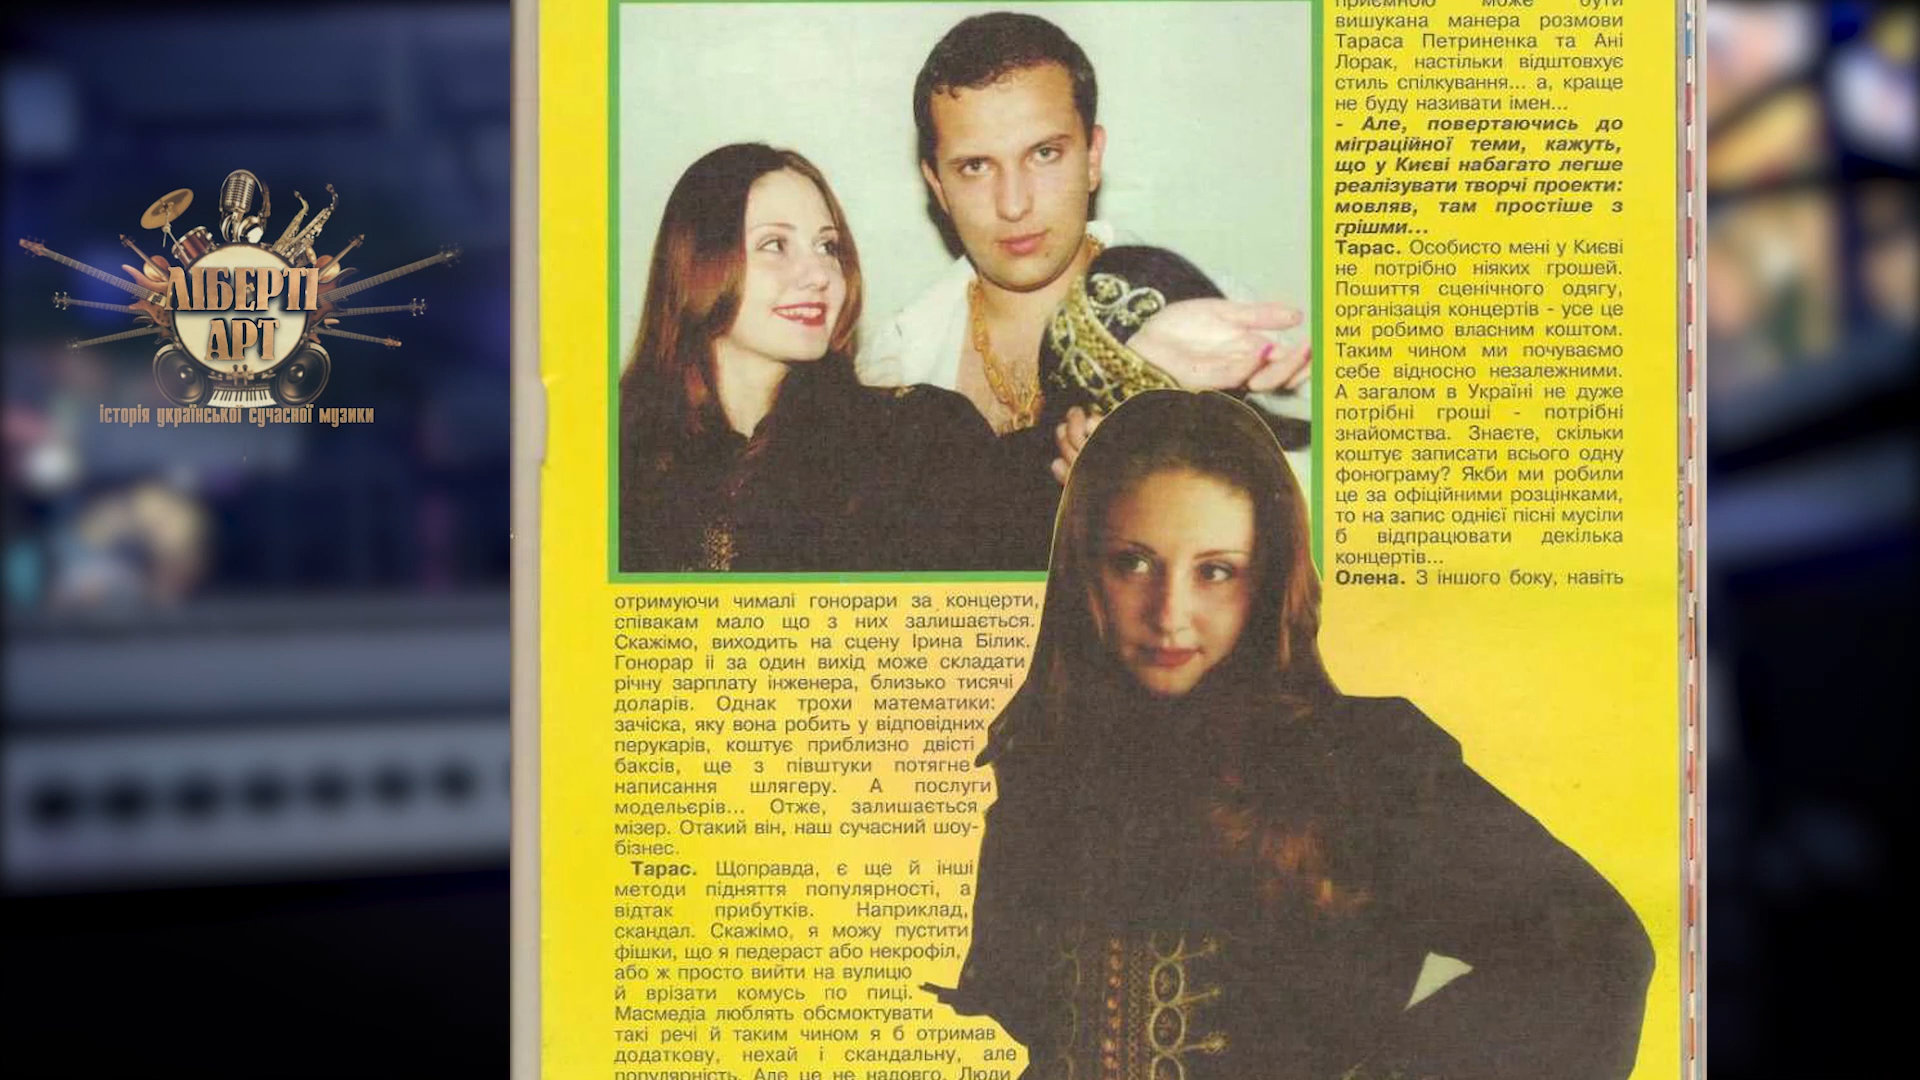 ЛІБЕРТІ
АРТ
історія української сучасної музики
приємною може бути
вишукана манера розмови
Тараса Петриненка та Ані
Лорак, настільки відштовхує
стиль спілкування... а, краще
не буду називати імен...
- Але, повертаючись до
міграційної теми, кажуть,
що у Києві набагато легше
реалізувати творчі проекти:
мовляв, там простіше з
грішми...
Тарас. Особисто мені у Києві
не потрібно ніяких грошей.
Пошиття сценічного одягу,
організація концертів - усе це
ми робимо власним коштом.
Таким чином ми почуваємо
себе відносно незалежними.
А загалом в Україні не дуже
потрібні гроші - потрібні
знайомства. Знаєте, скільки
коштує записати всього одну
фонограму? Якби ми робили
це за офіційними розцінками,
то на запис однієї пісні мусіли
б відпрацювати декілька
концертів...
Олена. З іншого боку, навіть
отримуючи чималі гонорари за концерти,
співакам мало що з них залишається.
Скажімо, виходить на сцену Ірина Білик.
Гонорар іі за один вихід може складати
річну зарплату інженера, близько тисячі
доларів. Однак трохи математики:
зачіска, яку вона робить у відповідних
перукарів, коштує приблизно двісті
баксів, ще з півштуки потягне
написання шлягеру. А послуги
модельєрів... Отже, залишається
мізер. Отакий він, наш сучасний шоу-
бізнес.
Тарас. Щоправда, є ще й інші
методи підняття популярності, а
відтак прибутків. Наприклад,
скандал. Скажімо, я можу пустити
фішки, що я педераст або некрофіл,
або ж просто вийти на вулицю
й врізати комусь по пиці.
Масмедіа люблять обсмоктувати
такі речі й таким чином я б отримав
додаткову, нехай і скандальну, але
популярність. Але це не надовго. Люди